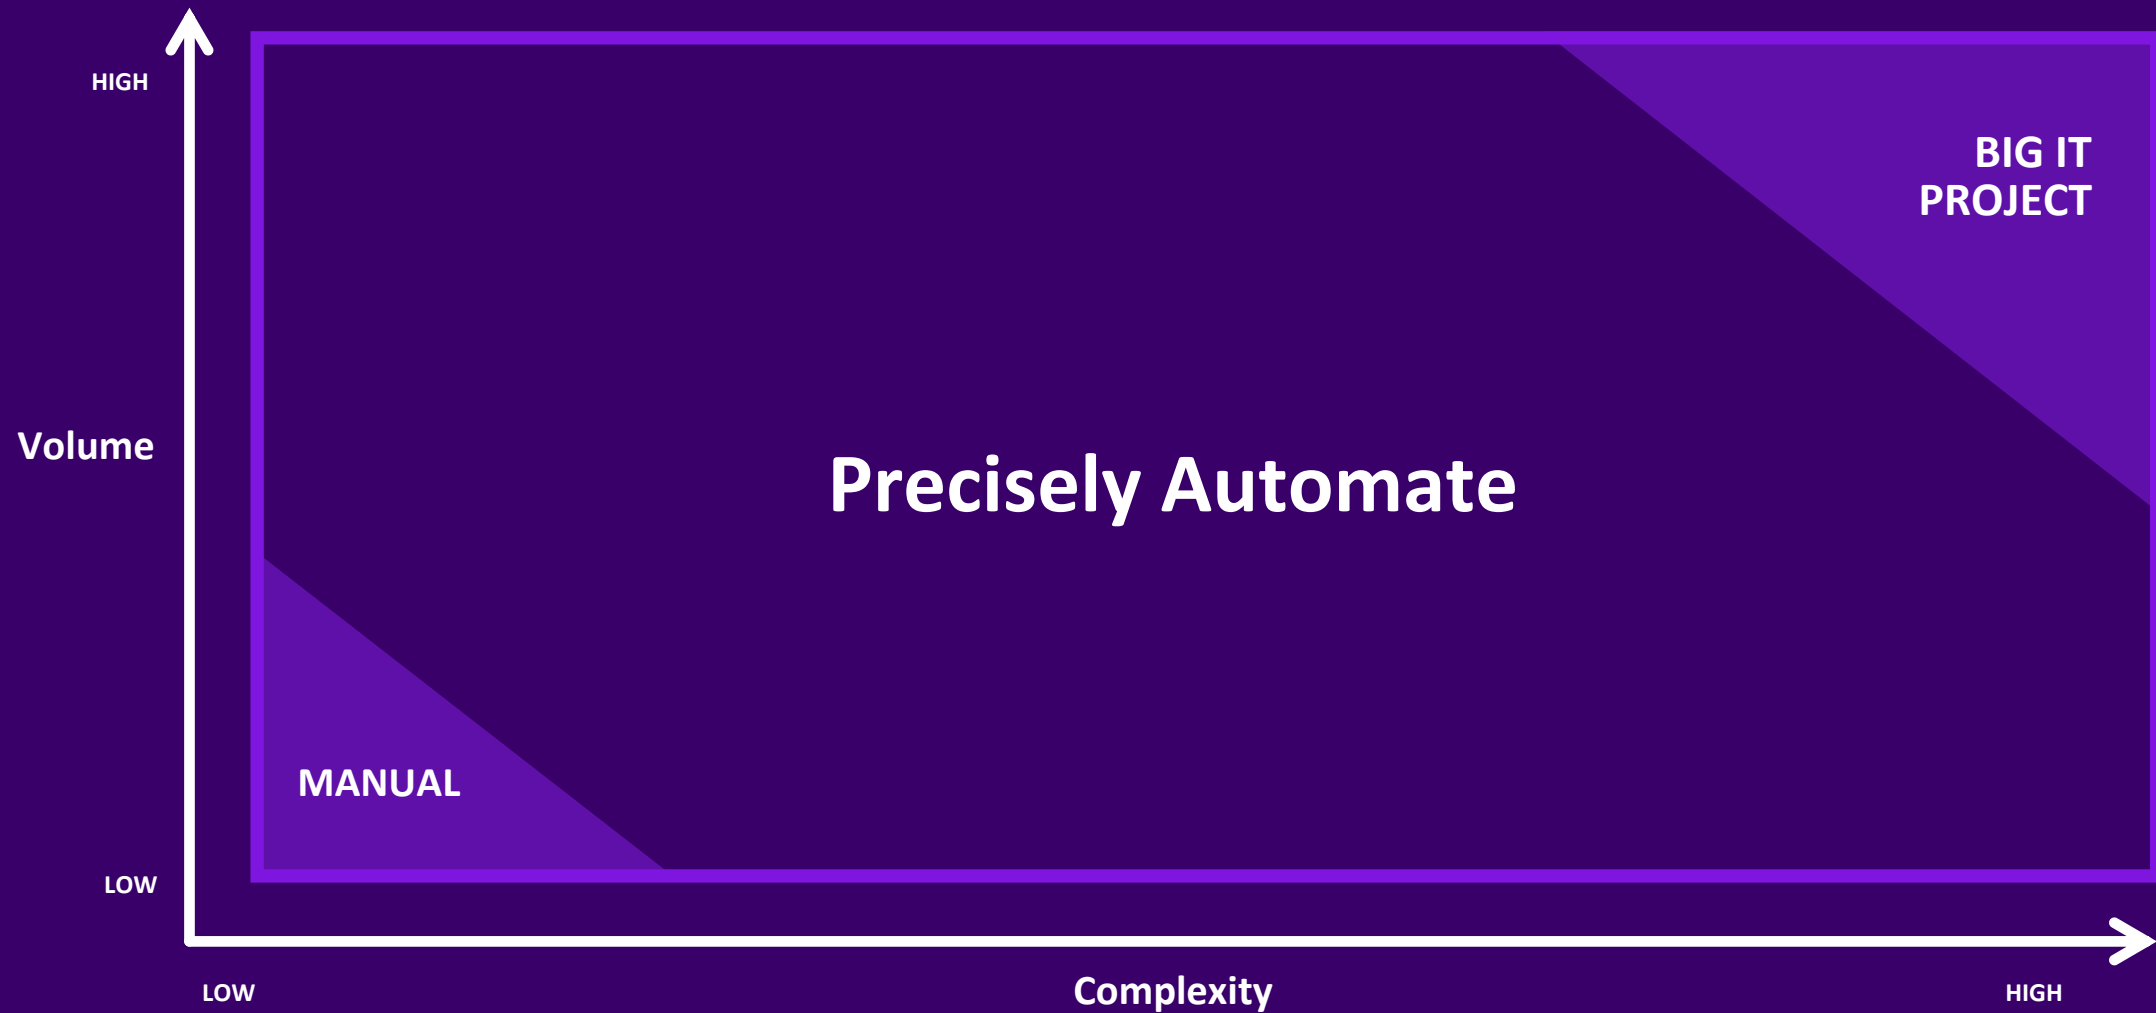 HIGH
BIG IT
PROJECT
Volume
Precisely Automate
MANUAL
LOW
LOW
Complexity
HIGH